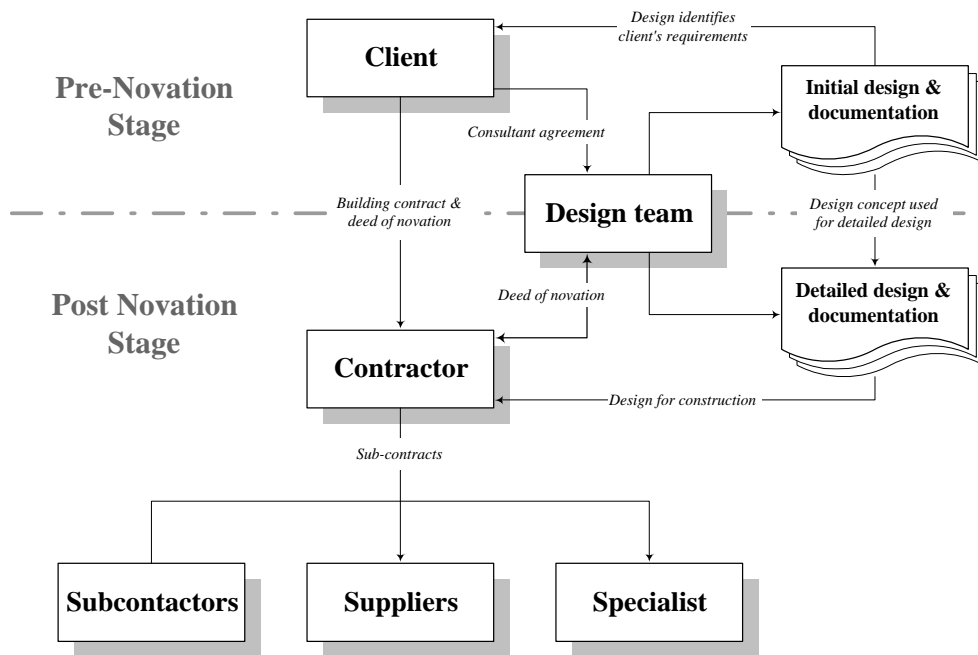 Design identifies
client's requirements
Client
Pre-Novation
Stage
Initial design &
documentation
Consultant agreement
Building contract &
deed of novation
Design team
Design concept used
for detailed design
Deed of novation
Post Novation
Stage
Detailed design &
documentation
Contractor
Design for construction
Sub-contracts
Subcontactors
Suppliers
Specialist